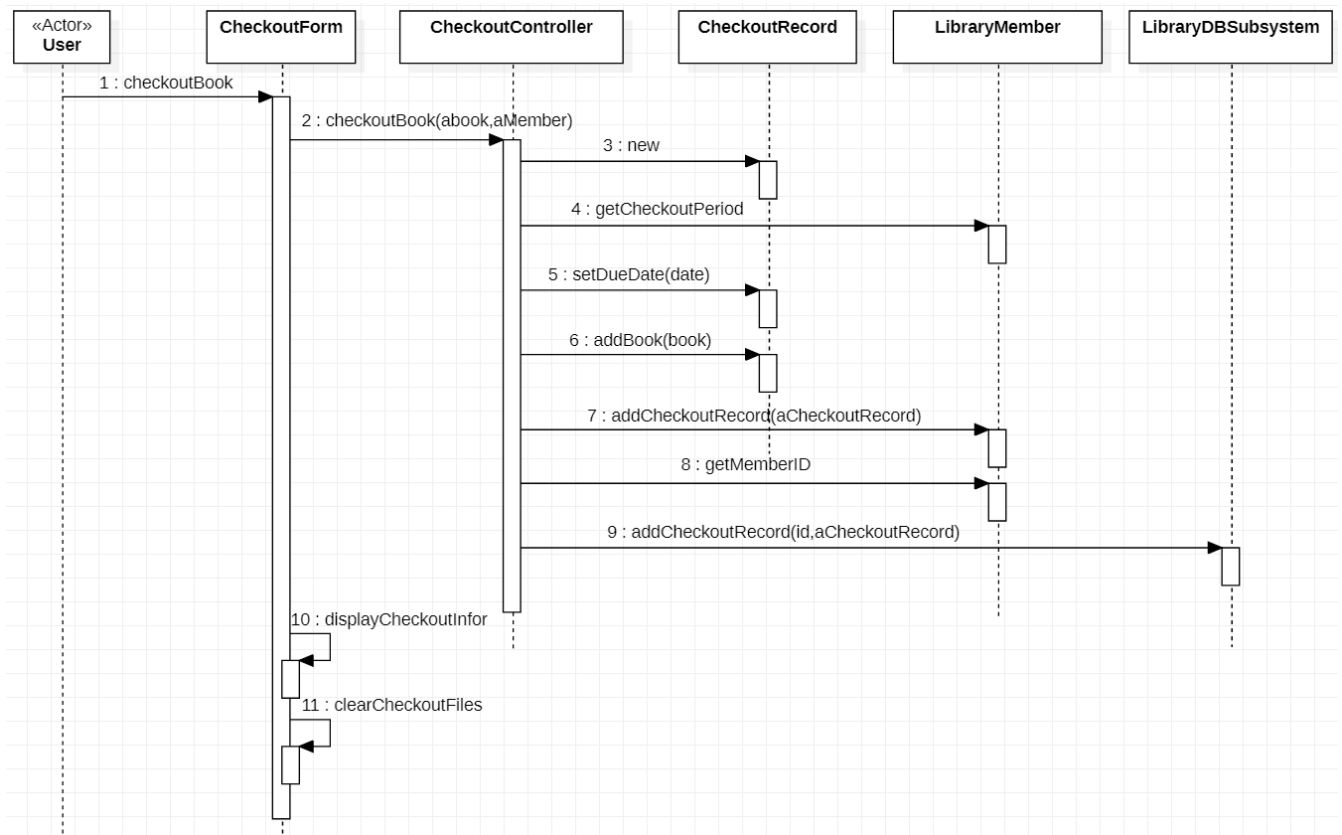 «Actor»
User
CheckoutForm
CheckoutController
CheckoutRecord
LibraryMember
LibraryDBSubsystem
1 : checkoutBook
2 : checkoutBook(abook,aMember)
3 : new
4 : getCheckoutPeriod
5 : setDueDate(date)
6 : addBook(book)
7 : addCheckoutRecord(aCheckoutRecord)
8 : getMemberID
9 : addCheckoutRecord(id,aCheckoutRecord)
10 : displayCheckoutInfor
11 : clearCheckoutFiles